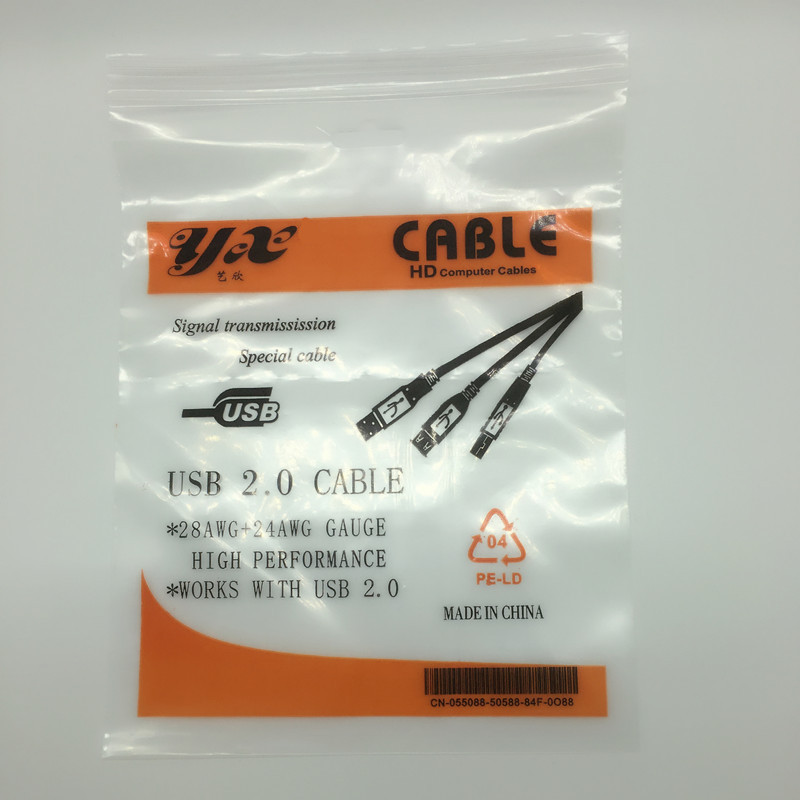 yx
艺欣
CABLE
HD Computer Cables
Signal transmissission
Special cable
USB
USB 2.0 CABLE
*28AWG+24AWG GAUGE
HIGH PERFORMANCE
*WORKS WITH USB 2.0
04
PE-LD
MADE IN CHINA
CN-055088-50588-84F-0O88